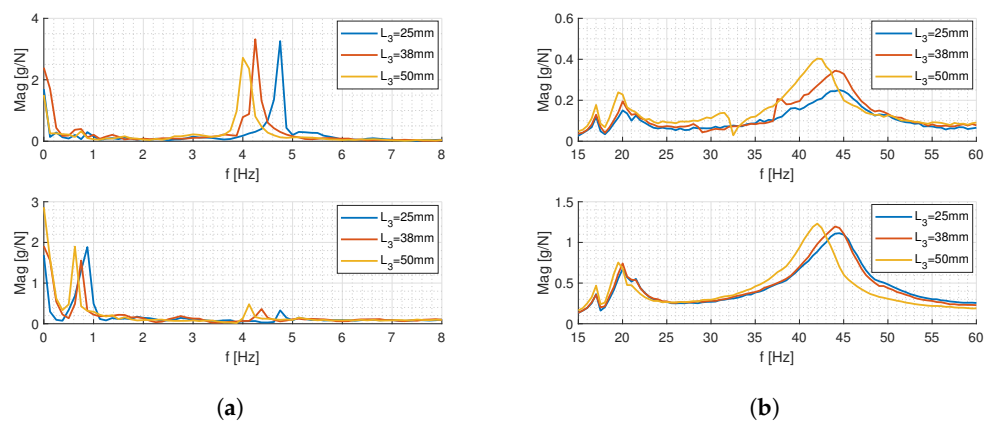 Mag [g/N]
4
2
0
0 1 2 3 4 5 6 7 8
f [Hz]
L3=25mm
L3=38mm
L3=50mm
Mag [g/N]
0.6
0.4
0.2
0
15 20 25 30 35 40 45 50 55 60
f [Hz]
L3=25mm
L3=38mm
L3=50mm
Mag [g/N]
3
2
1
0
0 1 2 3 4 5 6 7 8
f [Hz]
L3=25mm
L3=38mm
L3=50mm
Mag [g/N]
1.5
1
0.5
0
15 20 25 30 35 40 45 50 55 60
f [Hz]
L3=25mm
L3=38mm
L3=50mm
(a)
(b)